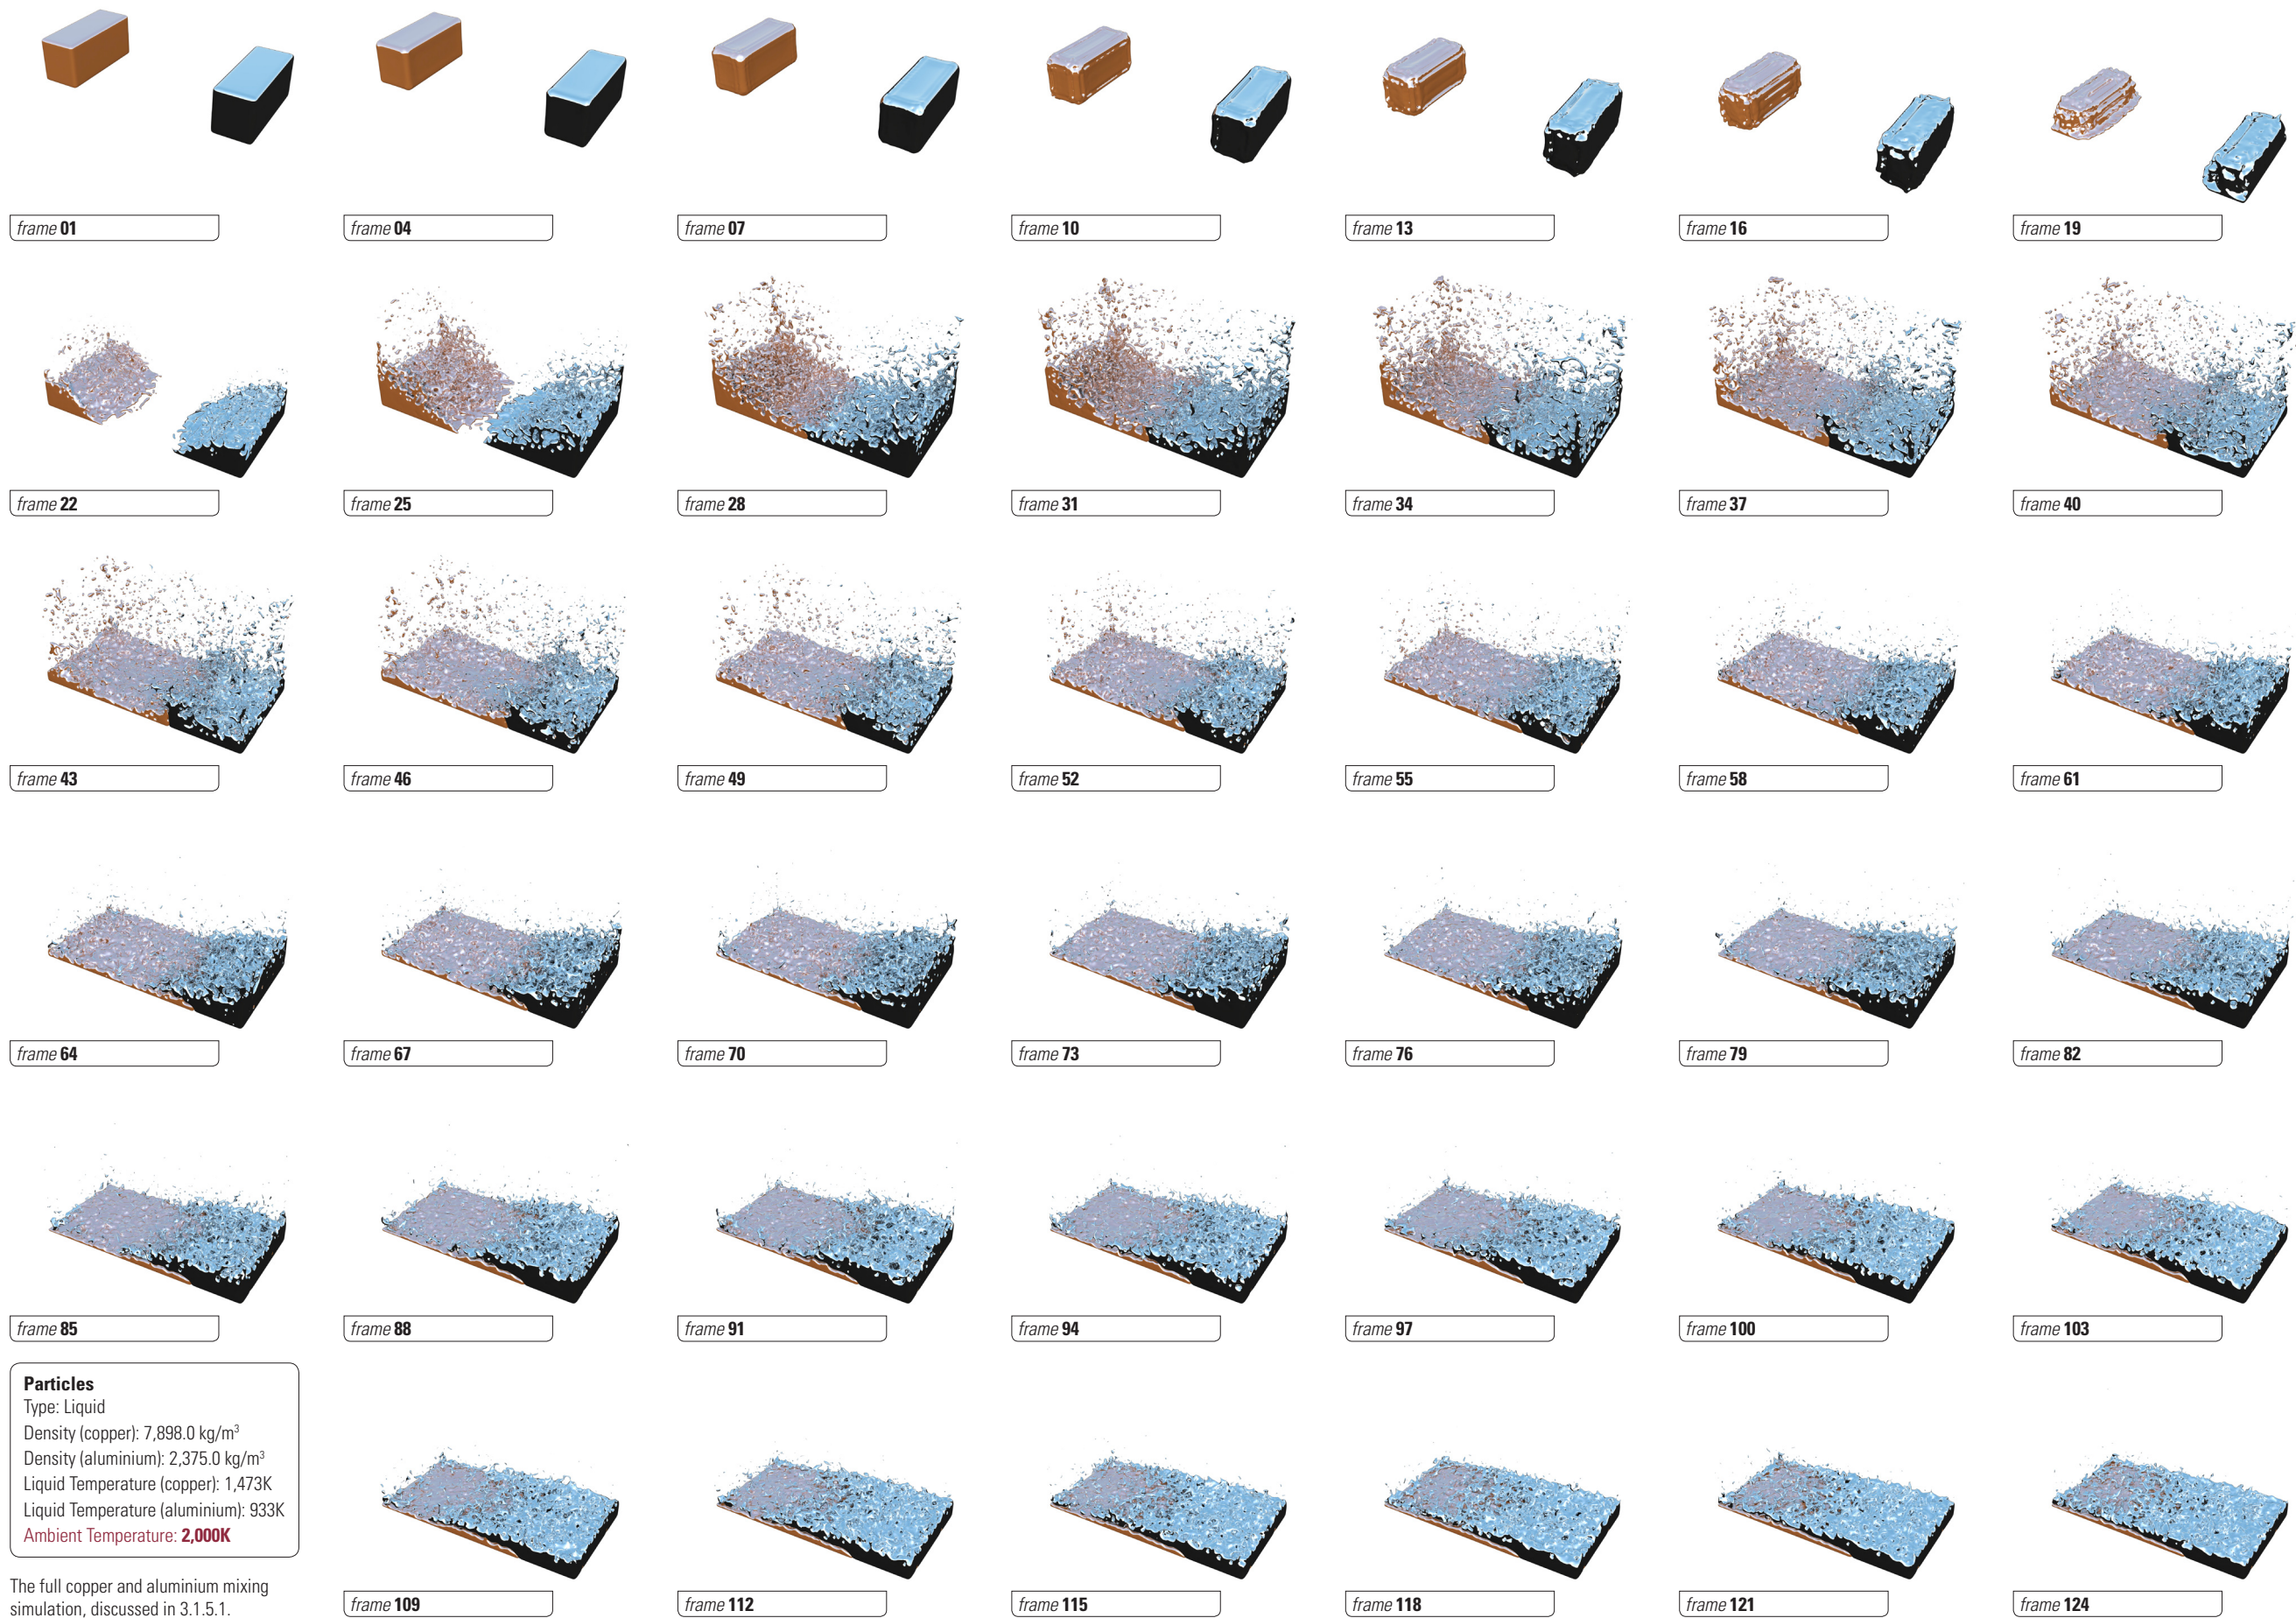 frame 01
frame 04
frame 07
frame 10
frame 13
frame 16
frame 19
frame 22
frame 25
frame 28
frame 31
frame 34
frame 37
frame 40
frame 43
frame 46
frame 49
frame 52
frame 55
frame 58
frame 61
frame 64
frame 67
frame 70
frame 73
frame 76
frame 79
frame 82
frame 85
frame 88
frame 91
frame 94
frame 97
frame 100
frame 103
Particles
Type: Liquid
Density (copper): 7,898.0 kg/m³
Density (aluminium): 2,375.0 kg/m³
Liquid Temperature (copper): 1,473K
Liquid Temperature (aluminium): 933K
Ambient Temperature: 2,000K
The full copper and aluminium mixing
simulation, discussed in 3.1.5.1.
frame 109
frame 112
frame 115
frame 118
frame 121
frame 124